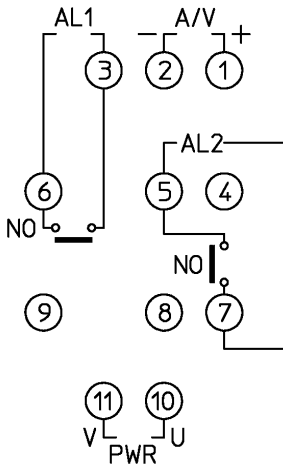 AL1 − A/V +
3 2 1
AL2
6 5 4
NO
NO
9 8 7
11 10
V U
PWR